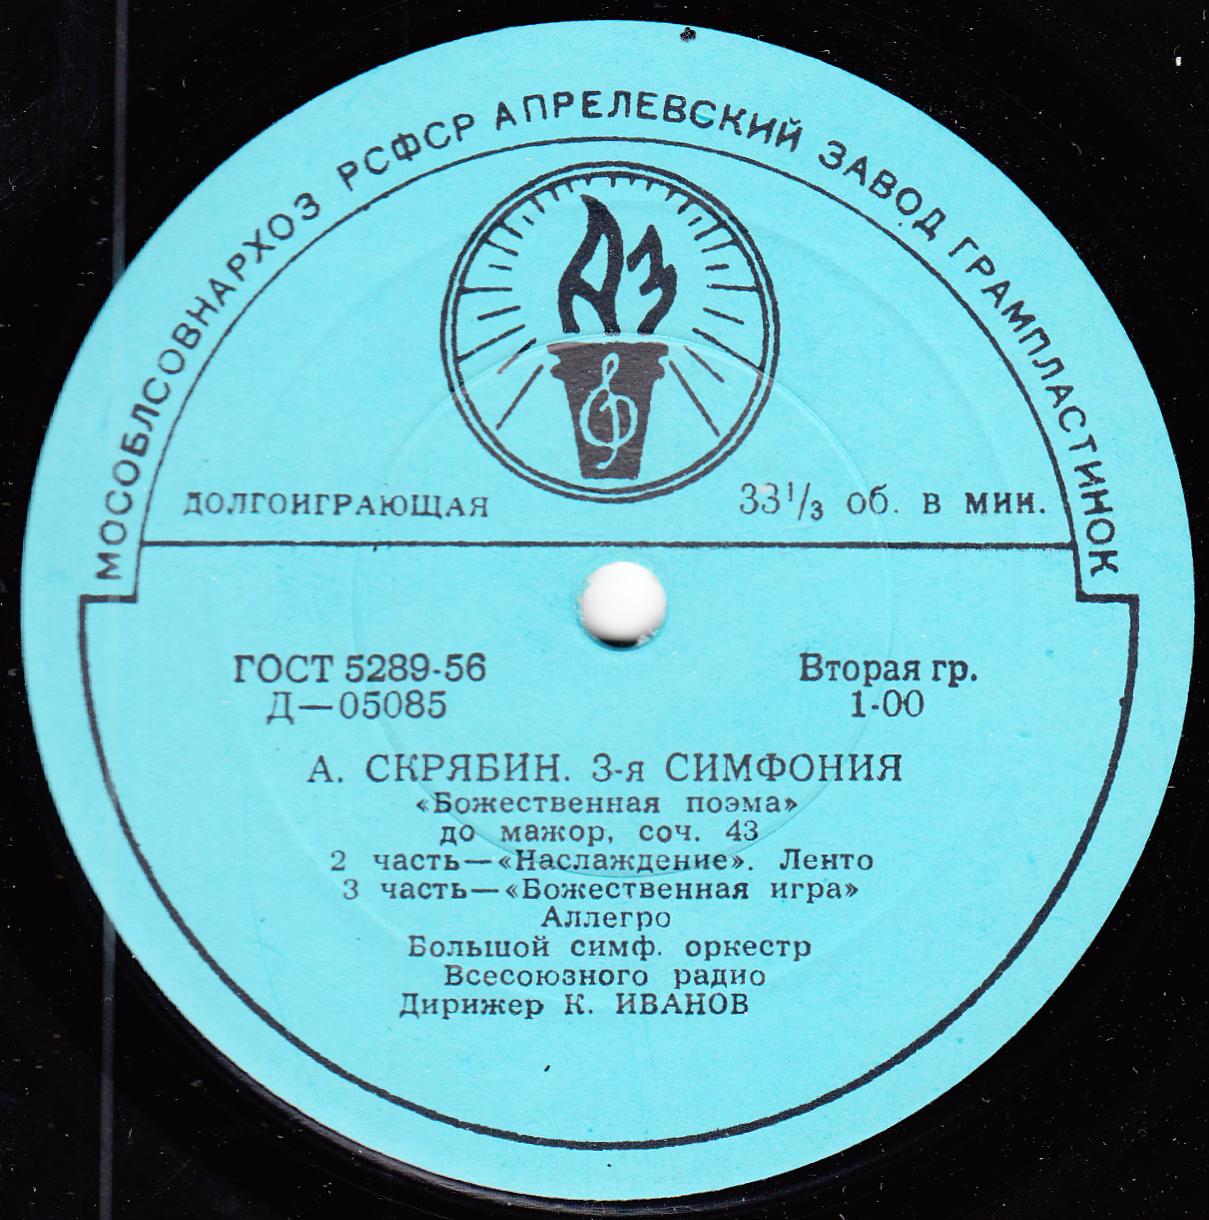 МОСОБЛСОВНАРХОЗ РСФСР АПРЕЛЕВСКИЙ ЗАВОД ГРАМПЛАСТИНОК
АЗ
ДОЛГОИГРАЮЩАЯ
33⅓ об. в мин.
ГОСТ 5289-56
Д—05085
Вторая гр.
1-00
А. СКРЯБИН. 3-я СИМФОНИЯ
«Божественная поэма»
до мажор, соч. 43
2 часть—«Наслаждение». Ленто
3 часть—«Божественная игра»
Аллегро
Большой симф. оркестр
Всесоюзного радио
Дирижер К. ИВАНОВ